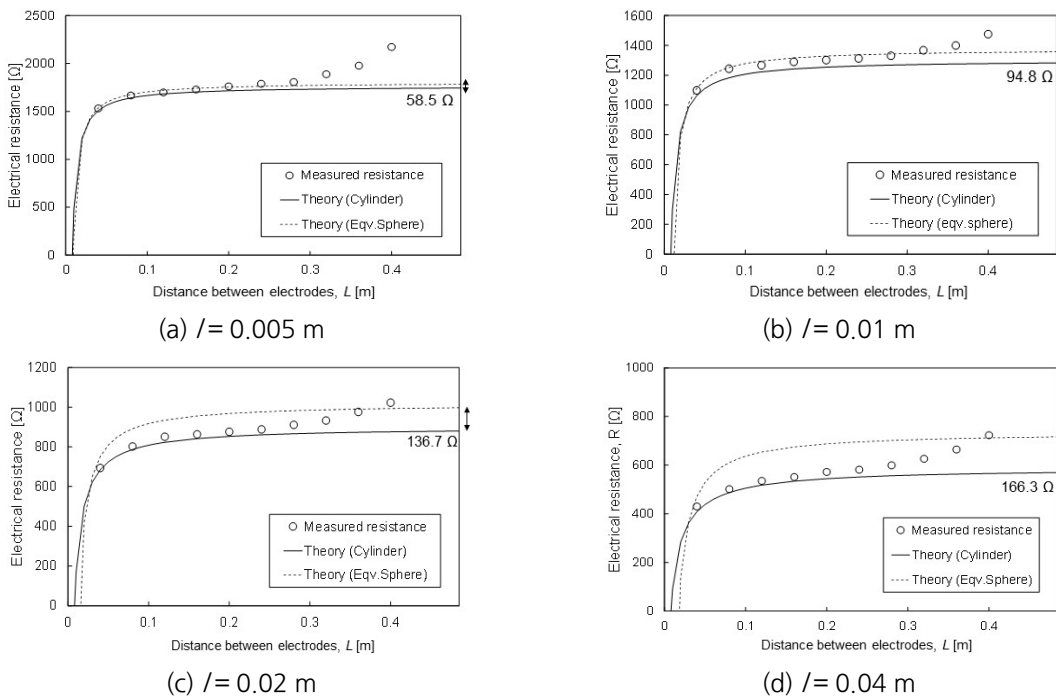 2500
2000
1500
1000
500
0
Electrical resistance [Ω]
58.5 Ω
Measured resistance
Theory (Cylinder)
Theory (Eqv.Sphere)
0 0.1 0.2 0.3 0.4
Distance between electrodes, L [m]
(a) l= 0.005 m
1600
1400
1200
1000
800
600
400
200
0
Electrical resistance [Ω]
94.8 Ω
Measured resistance
Theory (Cylinder)
Theory (eqv.sphere)
0 0.1 0.2 0.3 0.4
Distance between electrodes, L [m]
(b) l= 0.01 m
1200
1000
800
600
400
200
0
Electrical resistance [Ω]
136.7 Ω
Measured resistance
Theory (Cylinder)
Theory (Eqv.Sphere)
0 0.1 0.2 0.3 0.4
Distance between electrodes, L [m]
(c) l= 0.02 m
1000
800
600
400
200
0
Electrical resistance, R [Ω]
166.3 Ω
Measured resistance
Theory (Cylinder)
Theory (Eqv.Sphere)
0 0.1 0.2 0.3 0.4
Distance between electrodes, L [m]
(d) l= 0.04 m